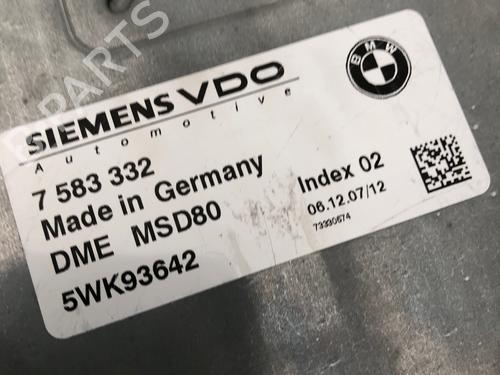 SIEMENS VDO
Automotive
BMW
7 583 332
Made in Germany
DME MSD80
5WK93642
Index 02
06.12.07/12
73330574